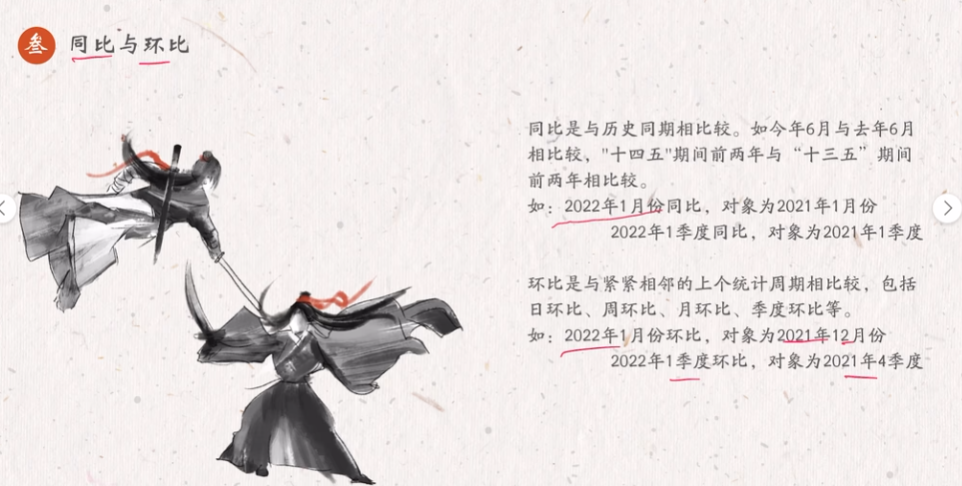 叁 同比与环比
同比是与历史同期相比较。如今年6月与去年6月
相比较，"十四五"期间前两年与“十三五”期间
前两年相比较。
如：2022年1月份同比，对象为2021年1月份
2022年1季度同比，对象为2021年1季度
环比是与紧紧相邻的上个统计周期相比较，包括
日环比、周环比、月环比、季度环比等。
如：2022年1月份环比，对象为2021年12月份
2022年1季度环比，对象为2021年4季度